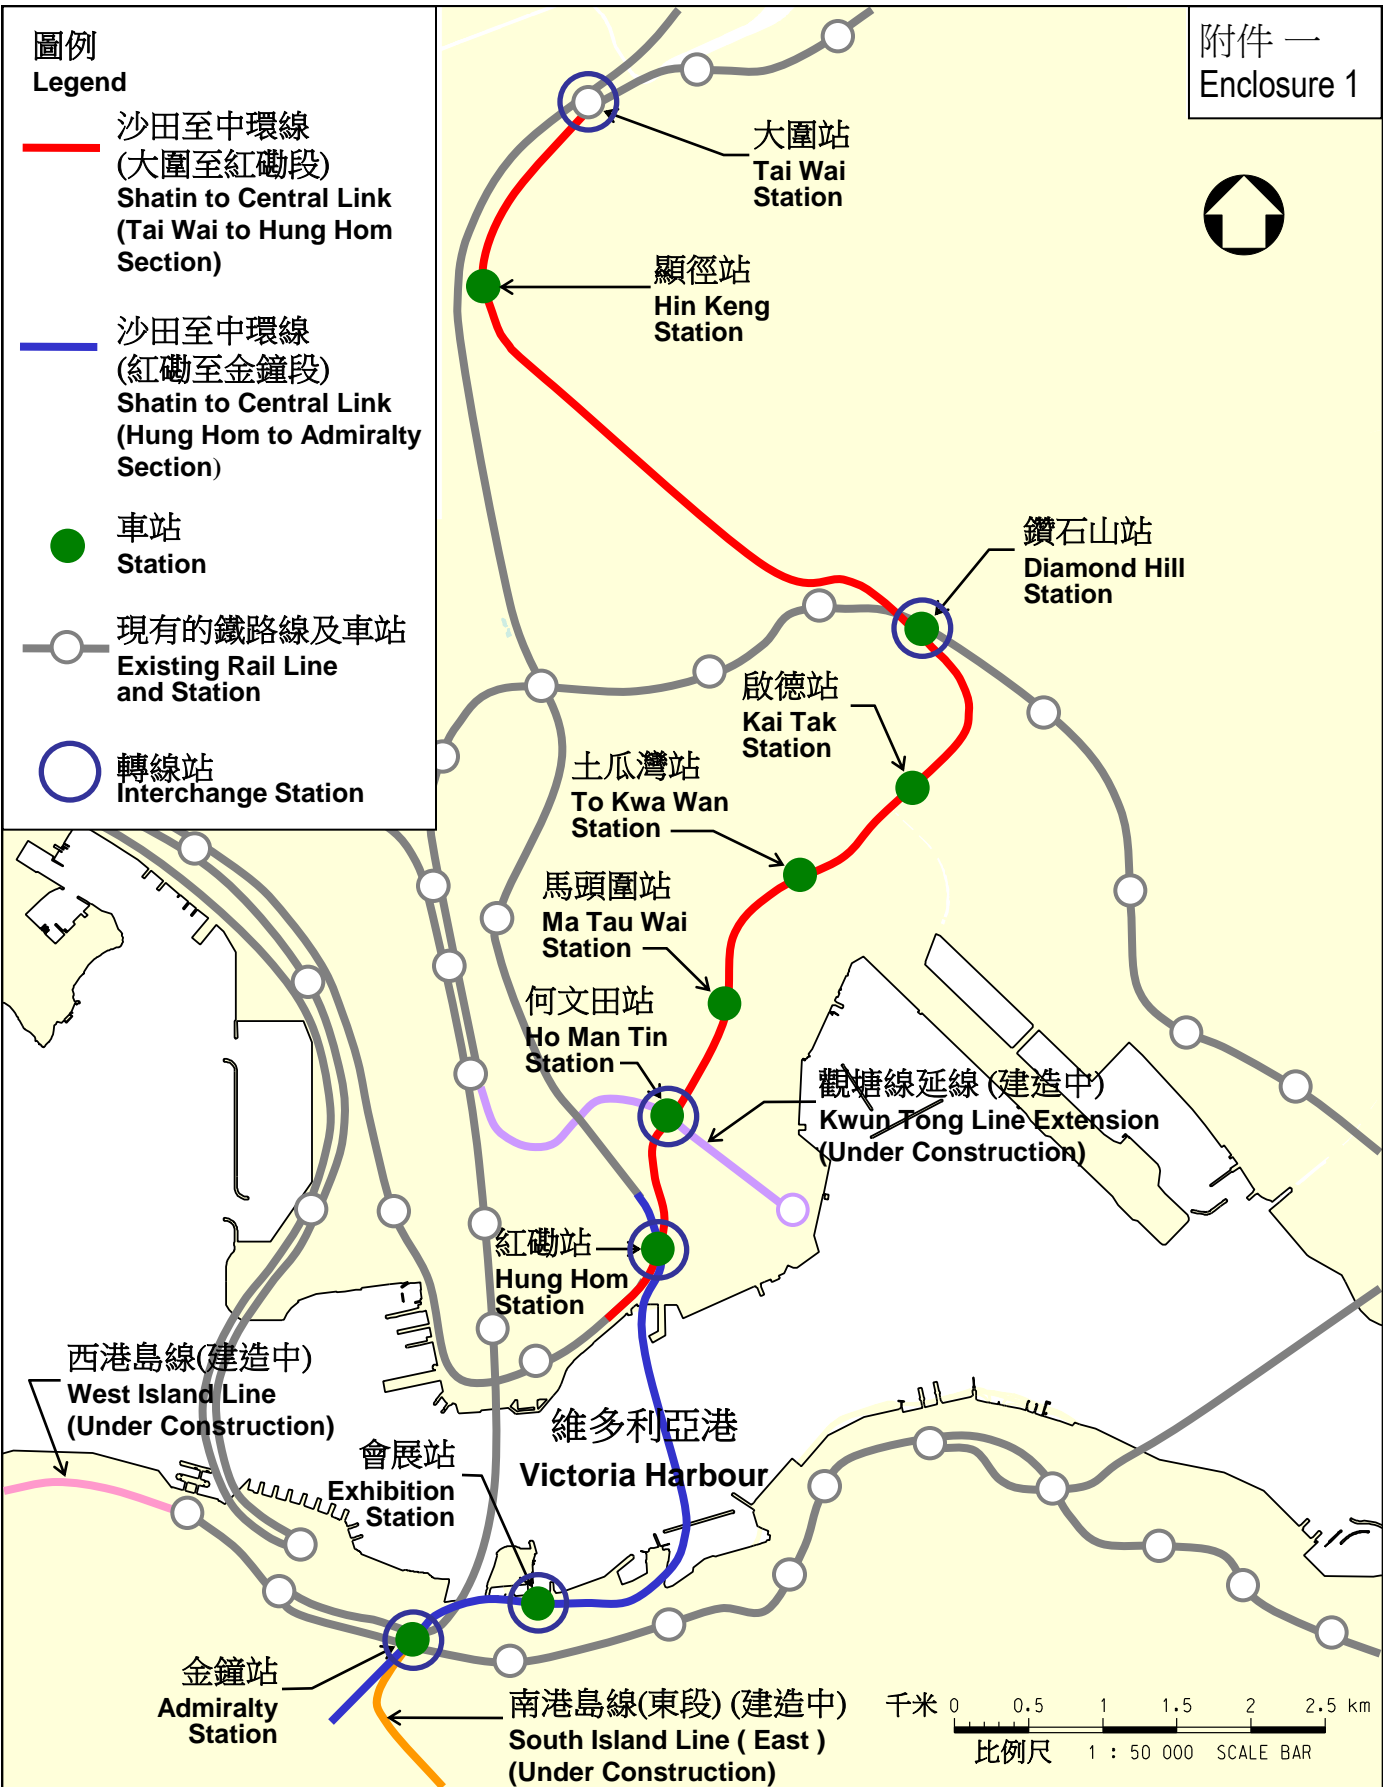 圖例
Legend
沙田至中環線
(大圍至紅磡段)
Shatin to Central Link
(Tai Wai to Hung Hom
Section)
沙田至中環線
(紅磡至金鐘段)
Shatin to Central Link
(Hung Hom to Admiralty
Section)
車站
Station
現有的鐵路線及車站
Existing Rail Line
and Station
轉線站
Interchange Station
附件 一
Enclosure 1
大圍站
Tai Wai
Station
顯徑站
Hin Keng
Station
鑽石山站
Diamond Hill
Station
啟德站
Kai Tak
Station
土瓜灣站
To Kwa Wan
Station
馬頭圍站
Ma Tau Wai
Station
何文田站
Ho Man Tin
Station
觀塘線延線 (建造中)
Kwun Tong Line Extension
(Under Construction)
紅磡站
Hung Hom
Station
西港島線(建造中)
West Island Line
(Under Construction)
維多利亞港
Victoria Harbour
會展站
Exhibition
Station
金鐘站
Admiralty
Station
南港島線(東段) (建造中)
South Island Line ( East )
(Under Construction)
千米 0 0.5 1 1.5 2 2.5 km
比例尺 1 : 50 000 SCALE BAR